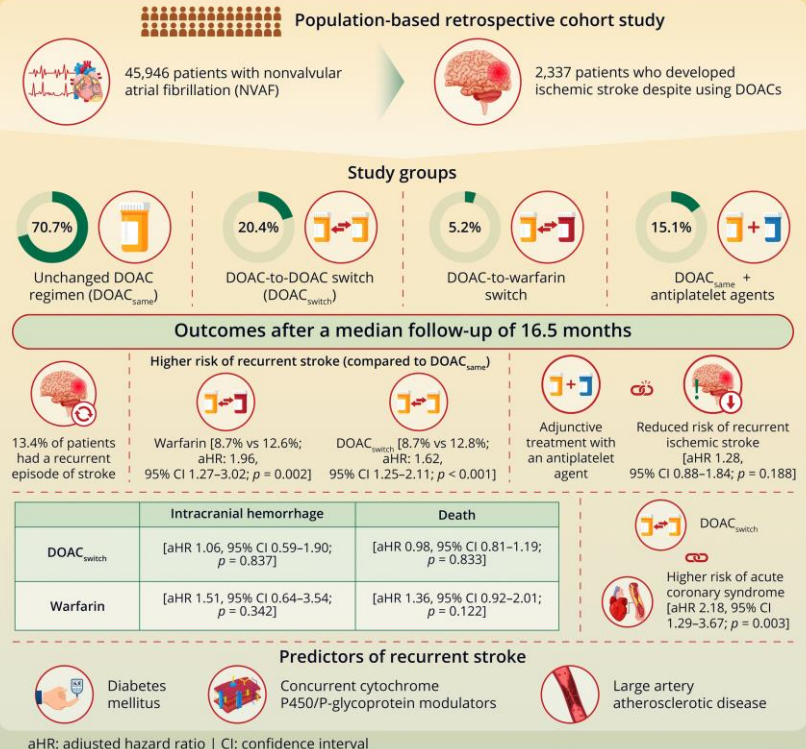 Population-based retrospective cohort study
45,946 patients with nonvalvular
atrial fibrillation (NVAF)
2,337 patients who developed
ischemic stroke despite using DOACs
Study groups
70.7%
Unchanged DOAC
regimen (DOACsame)
20.4%
DOAC-to-DOAC switch
(DOACswitch)
5.2%
DOAC-to-warfarin
switch
15.1%
DOACsame +
antiplatelet agents
Outcomes after a median follow-up of 16.5 months
13.4% of patients
had a recurrent
episode of stroke
Higher risk of recurrent stroke (compared to DOACsame)
Warfarin [8.7% vs 12.6%;
aHR: 1.96,
95% CI 1.27–3.02; p = 0.002]
DOACswitch [8.7% vs 12.8%;
aHR: 1.62,
95% CI 1.25–2.11; p < 0.001]
Adjunctive
treatment with
an antiplatelet
agent
Reduced risk of recurrent
ischemic stroke
[aHR 1.28,
95% CI 0.88–1.84; p = 0.188]
Intracranial hemorrhage
Death
DOACswitch
[aHR 1.06, 95% CI 0.59–1.90;
p = 0.837]
[aHR 0.98, 95% CI 0.81–1.19;
p = 0.833]
Warfarin
[aHR 1.51, 95% CI 0.64–3.54;
p = 0.342]
[aHR 1.36, 95% CI 0.92–2.01;
p = 0.122]
DOACswitch
Higher risk of acute
coronary syndrome
[aHR 2.18, 95% CI
1.29–3.67; p = 0.003]
Predictors of recurrent stroke
Diabetes
mellitus
Concurrent cytochrome
P450/P-glycoprotein modulators
Large artery
atherosclerotic disease
aHR: adjusted hazard ratio | CI: confidence interval